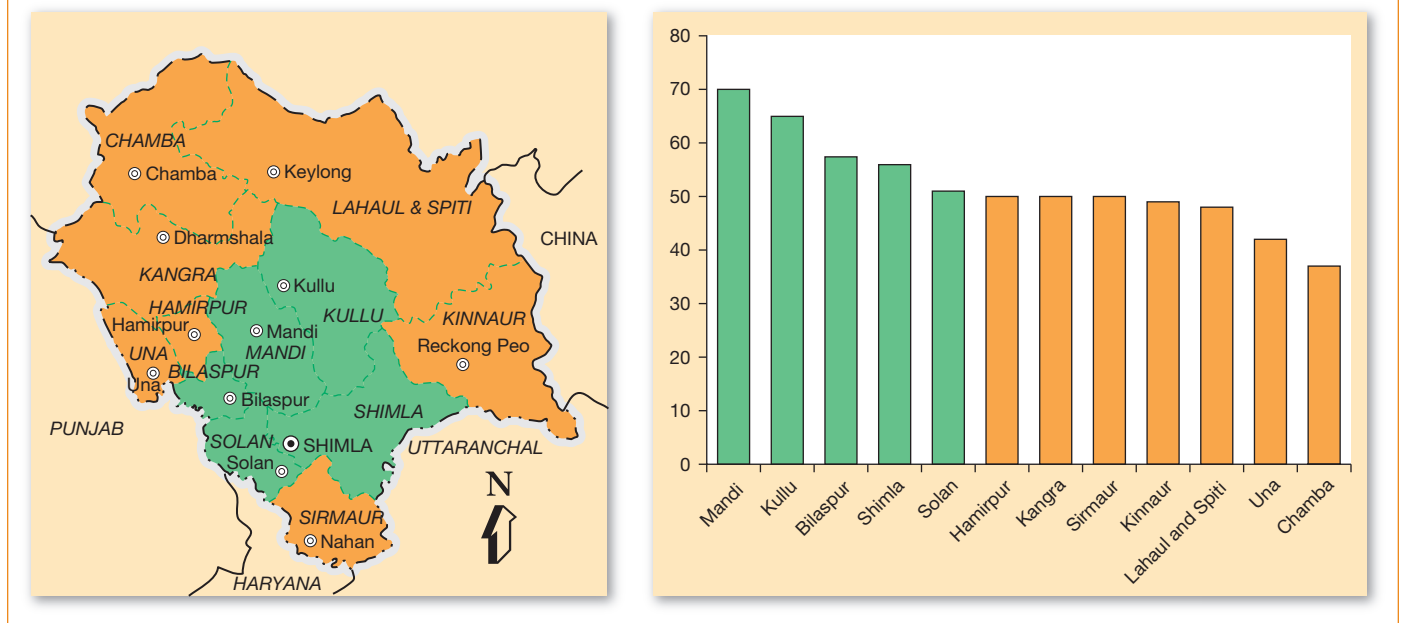 CHAMBA
Chamba
Keylong
LAHAUL & SPITI
Dharmshala
CHINA
KANGRA
Kullu
HAMIRPUR
Hamirpur
KULLU
KINNAUR
Mandi
MANDI
Reckong Peo
UNA
BILASPUR
Una
Bilaspur
SHIMLA
PUNJAB
SOLAN
SHIMLA
UTTARANCHAL
Solan
N
SIRMAUR
Nahan
HARYANA
80
70
60
50
40
30
20
10
0
Mandi
Kullu
Bilaspur
Shimla
Solan
Hamirpur
Kangra
Sirmaur
Kinnaur
Lahaul and Spiti
Una
Chamba